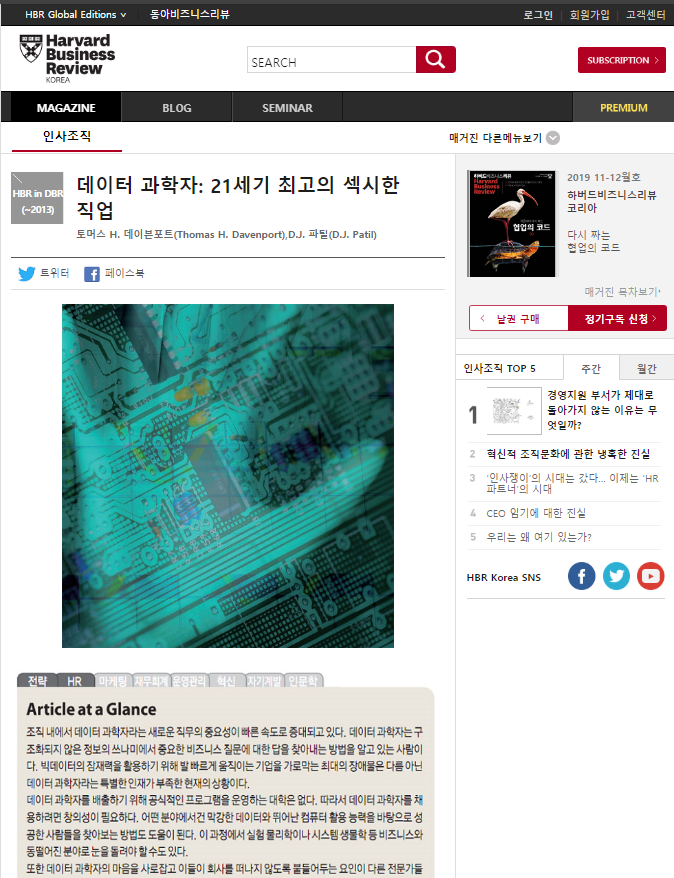 HBR Global Editions
동아비즈니스리뷰
로그인 | 회원가입 | 고객센터
Harvard
Business
Review
KOREA
SEARCH
SUBSCRIPTION
MAGAZINE
BLOG
SEMINAR
PREMIUM
인사조직
매거진 다른메뉴보기
HBR in DBR
(~2013)
데이터 과학자: 21세기 최고의 섹시한
직업
토머스 H. 데이븐포트(Thomas H. Davenport),D.J. 파틸(D.J. Patil)
트위터
페이스북
전략 HR 마케팅 재무회계 운영관리 혁신 자기계발 인문학
Article at a Glance
조직 내에서 데이터 과학자라는 새로운 직무의 중요성이 빠른 속도로 증대되고 있다. 데이터 과학자는 구
조화되지 않은 정보의 쓰나미에서 중요한 비즈니스 질문에 대한 답을 찾아내는 방법을 알고 있는 사람이
다. 빅데이터의 잠재력을 활용하기 위해 발 빠르게 움직이는 기업을 가로막는 최대의 장애물은 다름 아닌
데이터 과학자라는 특별한 인재가 부족한 현재의 상황이다.
데이터 과학자를 배출하기 위해 공식적인 프로그램을 운영하는 대학은 없다. 따라서 데이터 과학자를 채
용하려면 창의성이 필요하다. 어떤 분야에서건 막강한 데이터와 뛰어난 컴퓨터 활용 능력을 바탕으로 성
공한 사람들을 찾아보는 방법도 도움이 된다. 이 과정에서 실험 물리학이나 시스템 생물학 등 비즈니스와
동떨어진 분야로 눈을 돌려야 할 수도 있다.
또한 데이터 과학자의 마음을 사로잡고 이들이 회사를 떠나지 않도록 붙들어두는 요인이 다른 전문가들
하버드비즈니스리뷰
Harvard
Business
Review
협업의 코드
2019 11-12월호
하버드비즈니스리뷰
코리아
다시 짜는
협업의 코드
매거진 목차보기
낱권 구매
정기구독 신청
인사조직 TOP 5
주간
월간
1
경영지원 부서가 제대로
돌아가지 않는 이유는 무
엇일까?
2 혁신적 조직문화에 관한 냉혹한 진실
3 '인사쟁이'의 시대는 갔다... 이제는 'HR
파트너'의 시대
4 CEO 임기에 대한 진실
5 우리는 왜 여기 있는가?
HBR Korea SNS